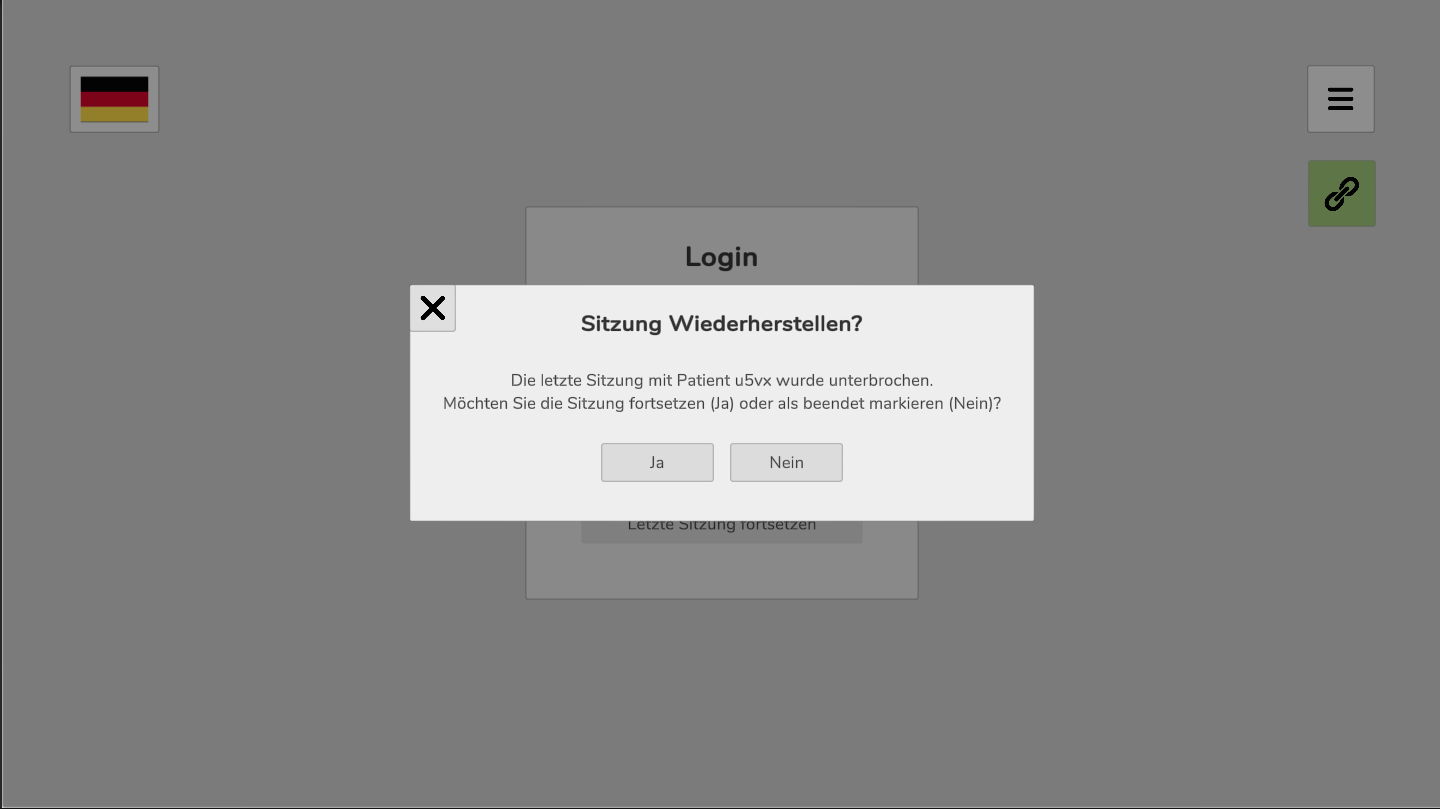 Login
Sitzung Wiederherstellen?
Die letzte Sitzung mit Patient u5vx wurde unterbrochen.
Möchten Sie die Sitzung fortsetzen (Ja) oder als beendet markieren (Nein)?
Ja Nein
Letzte Sitzung fortsetzen